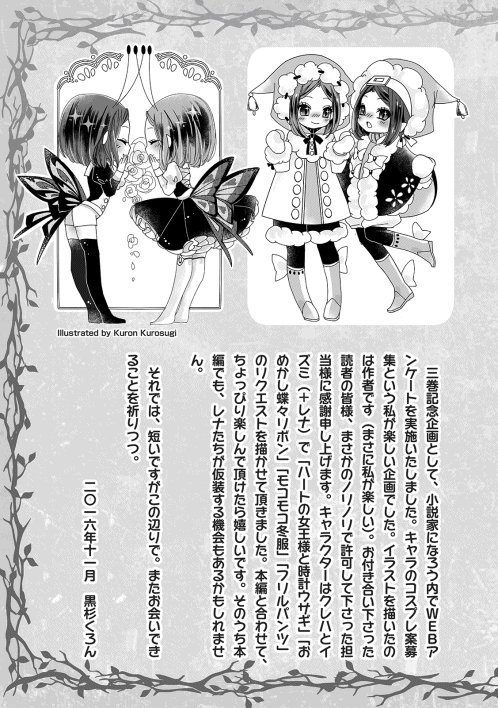 Illustrated by Kuron Kurosugi
三巻記念企画として、小説家になろう内でWEBア
ンケートを実施いたしました。キャラのコスプレ案募
集という私が楽しい企画でした。イラストを描いたの
は作者です（まさに私が楽しい）。お付き合い下さった
読者の皆様、まさかのノリノリで許可して下さった担
当様に感謝申し上げます。キャラクターはクレハとイ
ズミ（＋レナ）で「ハートの女王様と時計ウサギ」「お
めかし蝶々リボン」「モコモコ冬服」「フリルパンツ」
のリクエストを描かせて頂きました。本編と合わせて、
ちょっぴり楽しんで頂けたら嬉しいです。そのうち本
編でも、レナたちが仮装する機会もあるかもしれませ
ん。
それでは、短いですがこの辺りで。またお会いでき
ることを祈りつつ。
二〇一六年十一月　黒杉くろん